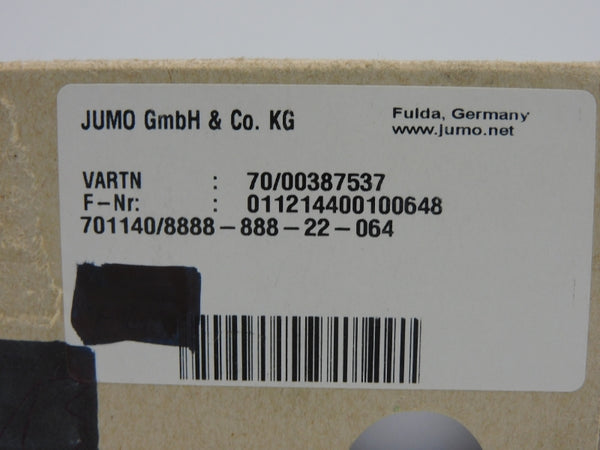 JUMO GmbH & Co. KG
Fulda, Germany
www.jumo.net
VARTN : 70/00387537
F-Nr: : 011214400100648
701140/8888-888-22-064